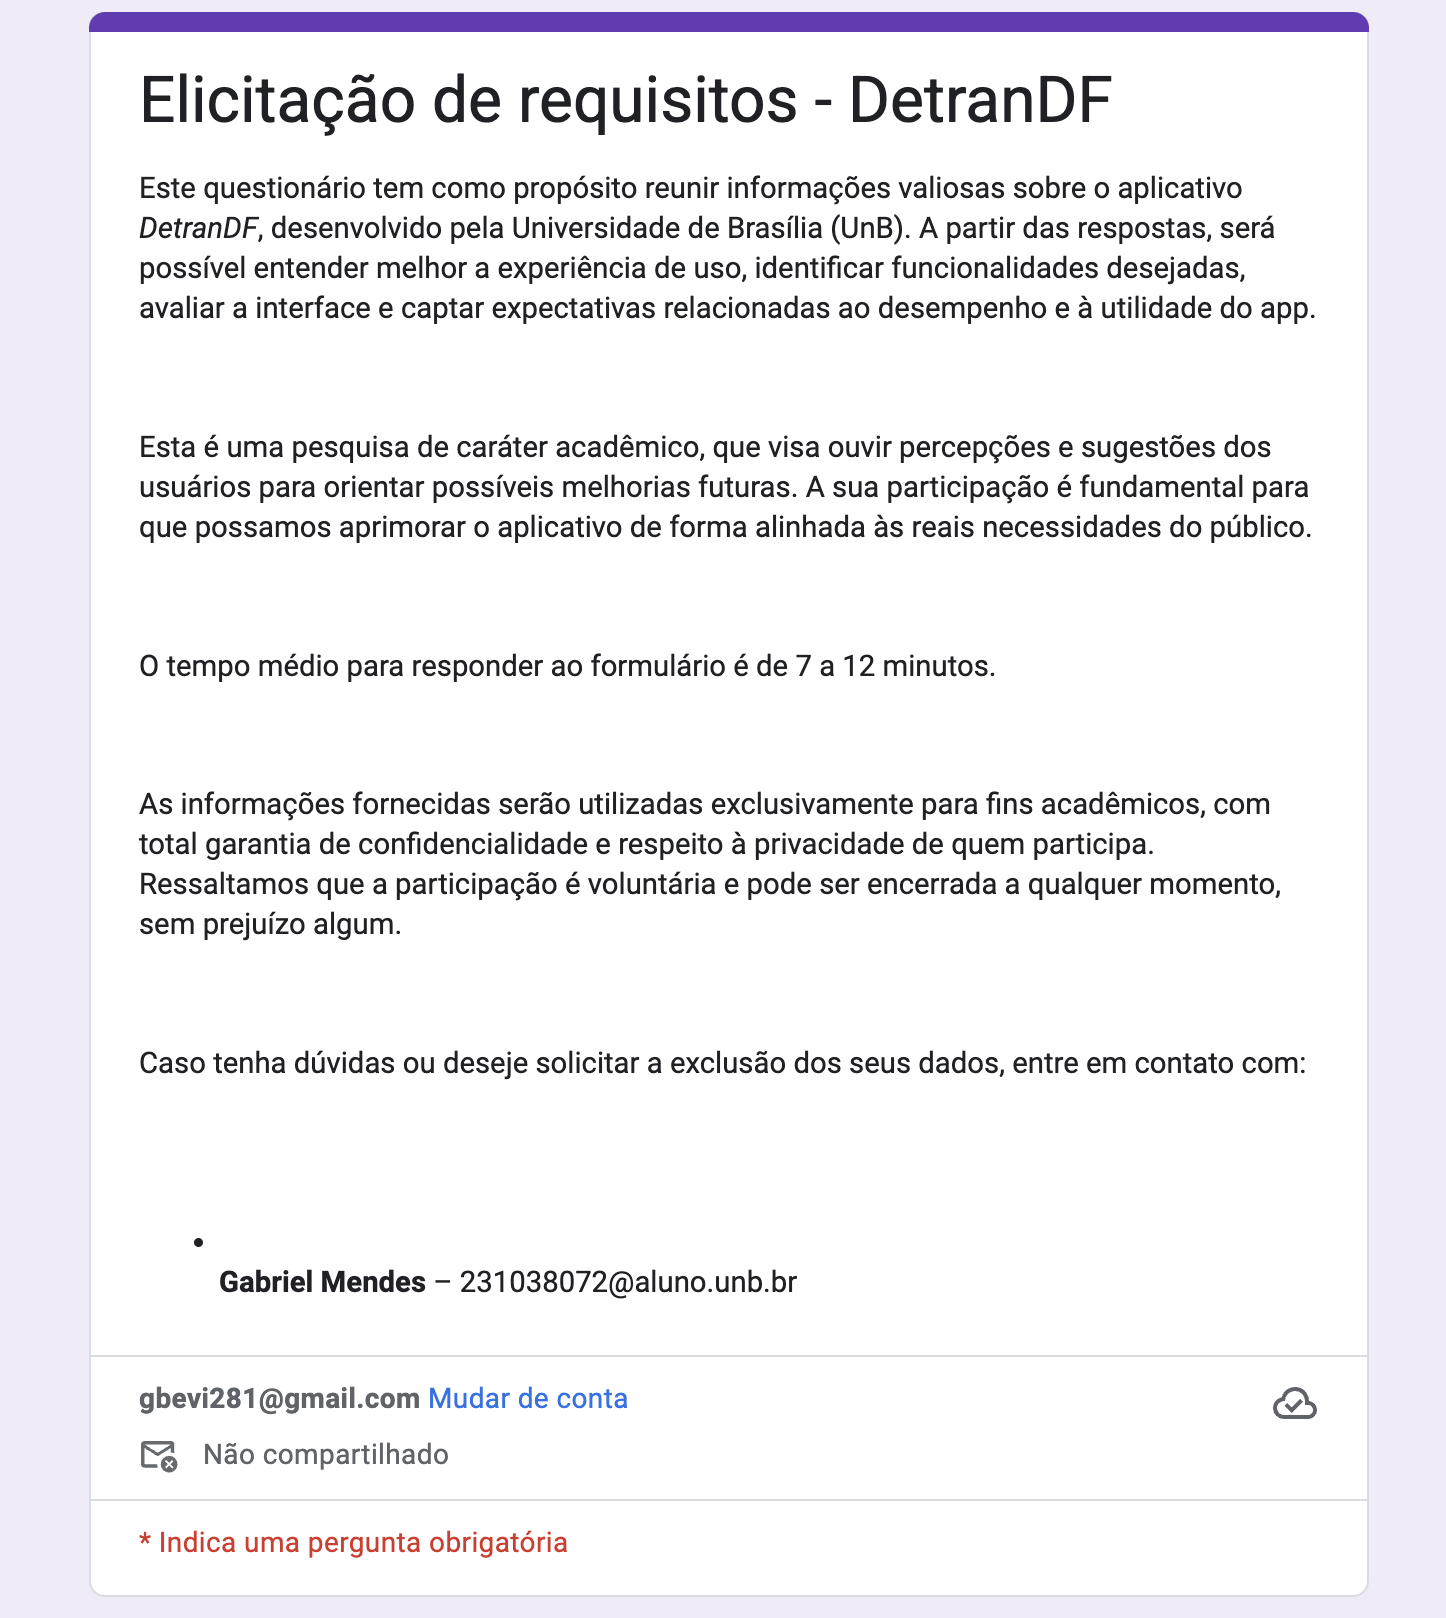 Elicitação de requisitos - DetranDF
Este questionário tem como propósito reunir informações valiosas sobre o aplicativo
DetranDF, desenvolvido pela Universidade de Brasília (UnB). A partir das respostas, será
possível entender melhor a experiência de uso, identificar funcionalidades desejadas,
avaliar a interface e captar expectativas relacionadas ao desempenho e à utilidade do app.
Esta é uma pesquisa de caráter acadêmico, que visa ouvir percepções e sugestões dos
usuários para orientar possíveis melhorias futuras. A sua participação é fundamental para
que possamos aprimorar o aplicativo de forma alinhada às reais necessidades do público.
O tempo médio para responder ao formulário é de 7 a 12 minutos.
As informações fornecidas serão utilizadas exclusivamente para fins acadêmicos, com
total garantia de confidencialidade e respeito à privacidade de quem participa.
Ressaltamos que a participação é voluntária e pode ser encerrada a qualquer momento,
sem prejuízo algum.
Caso tenha dúvidas ou deseje solicitar a exclusão dos seus dados, entre em contato com:
•
Gabriel Mendes – 231038072@aluno.unb.br
gbevi281@gmail.com Mudar de conta
Não compartilhado
* Indica uma pergunta obrigatória